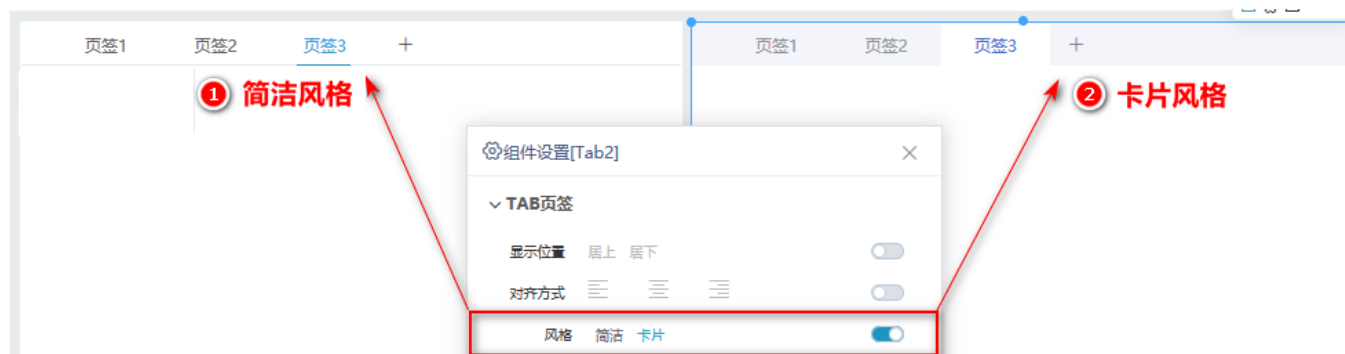 页签1 页签2 页签3 +
页签1 页签2 页签3 +
1 简洁风格
2 卡片风格
组件设置[Tab2]
TAB页签
显示位置 居上 居下
对齐方式
风格 简洁 卡片